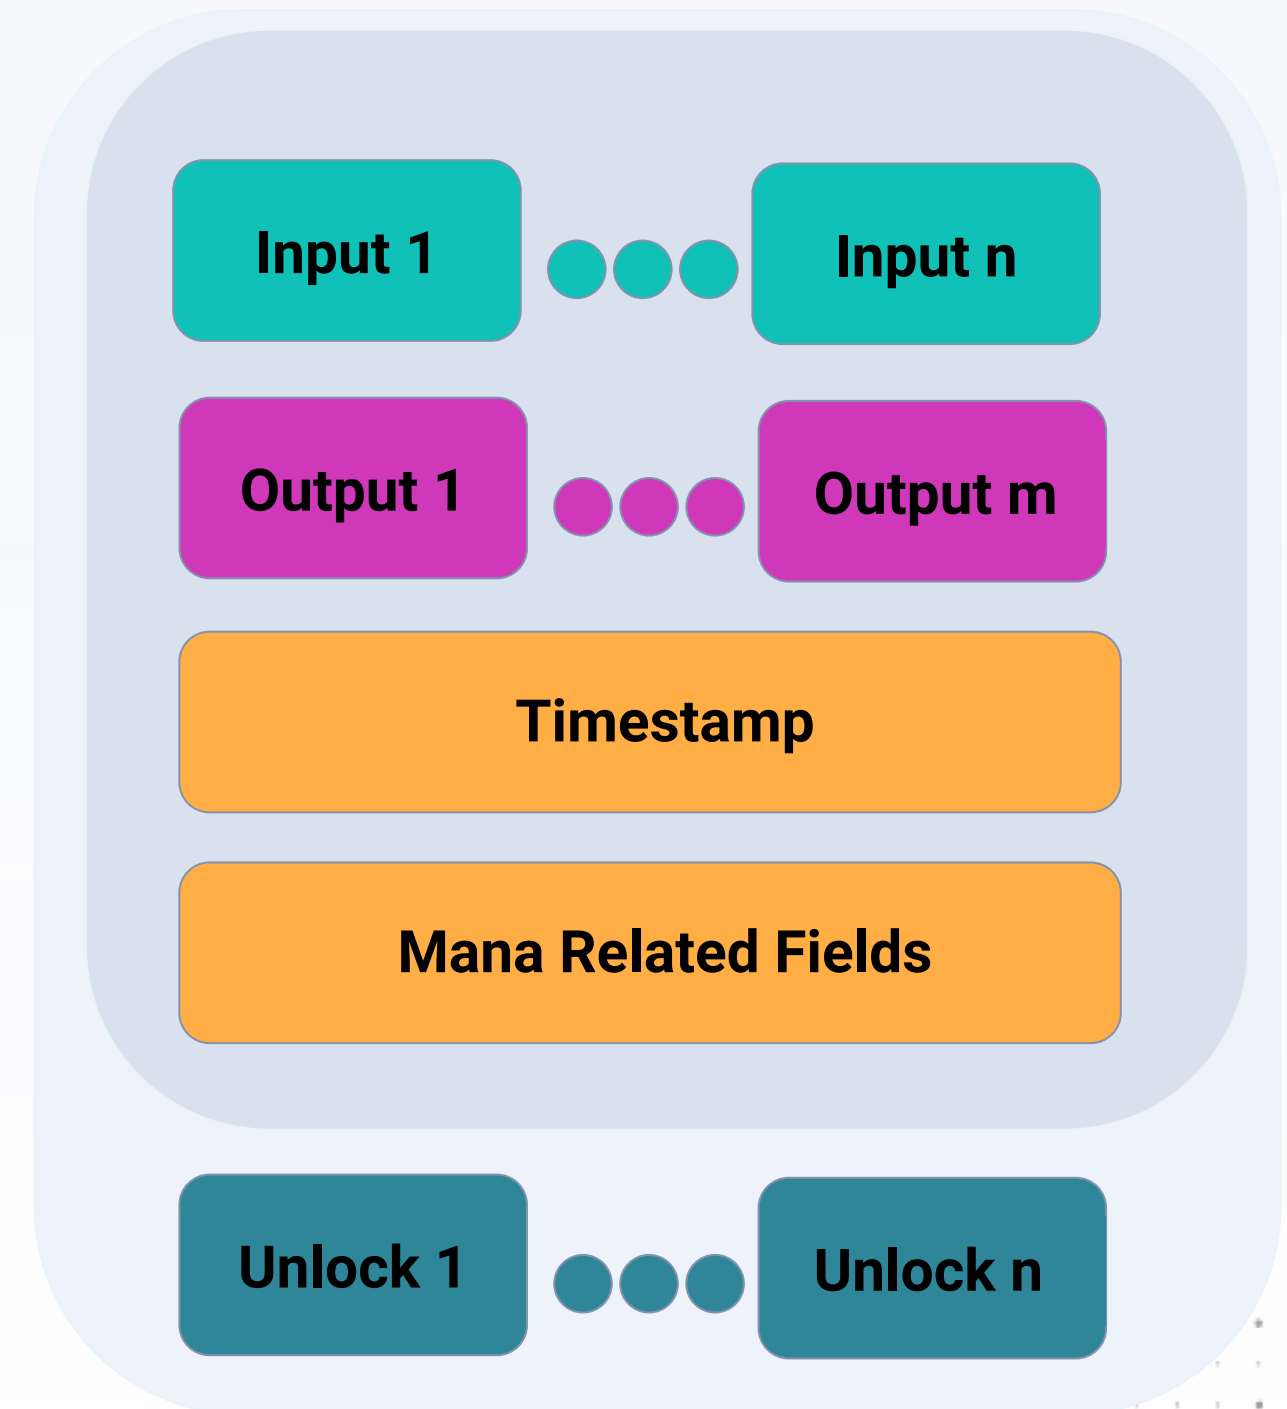 Input 1
Input n
Output 1
Output m
Timestamp
Mana Related Fields
Unlock 1
Unlock n